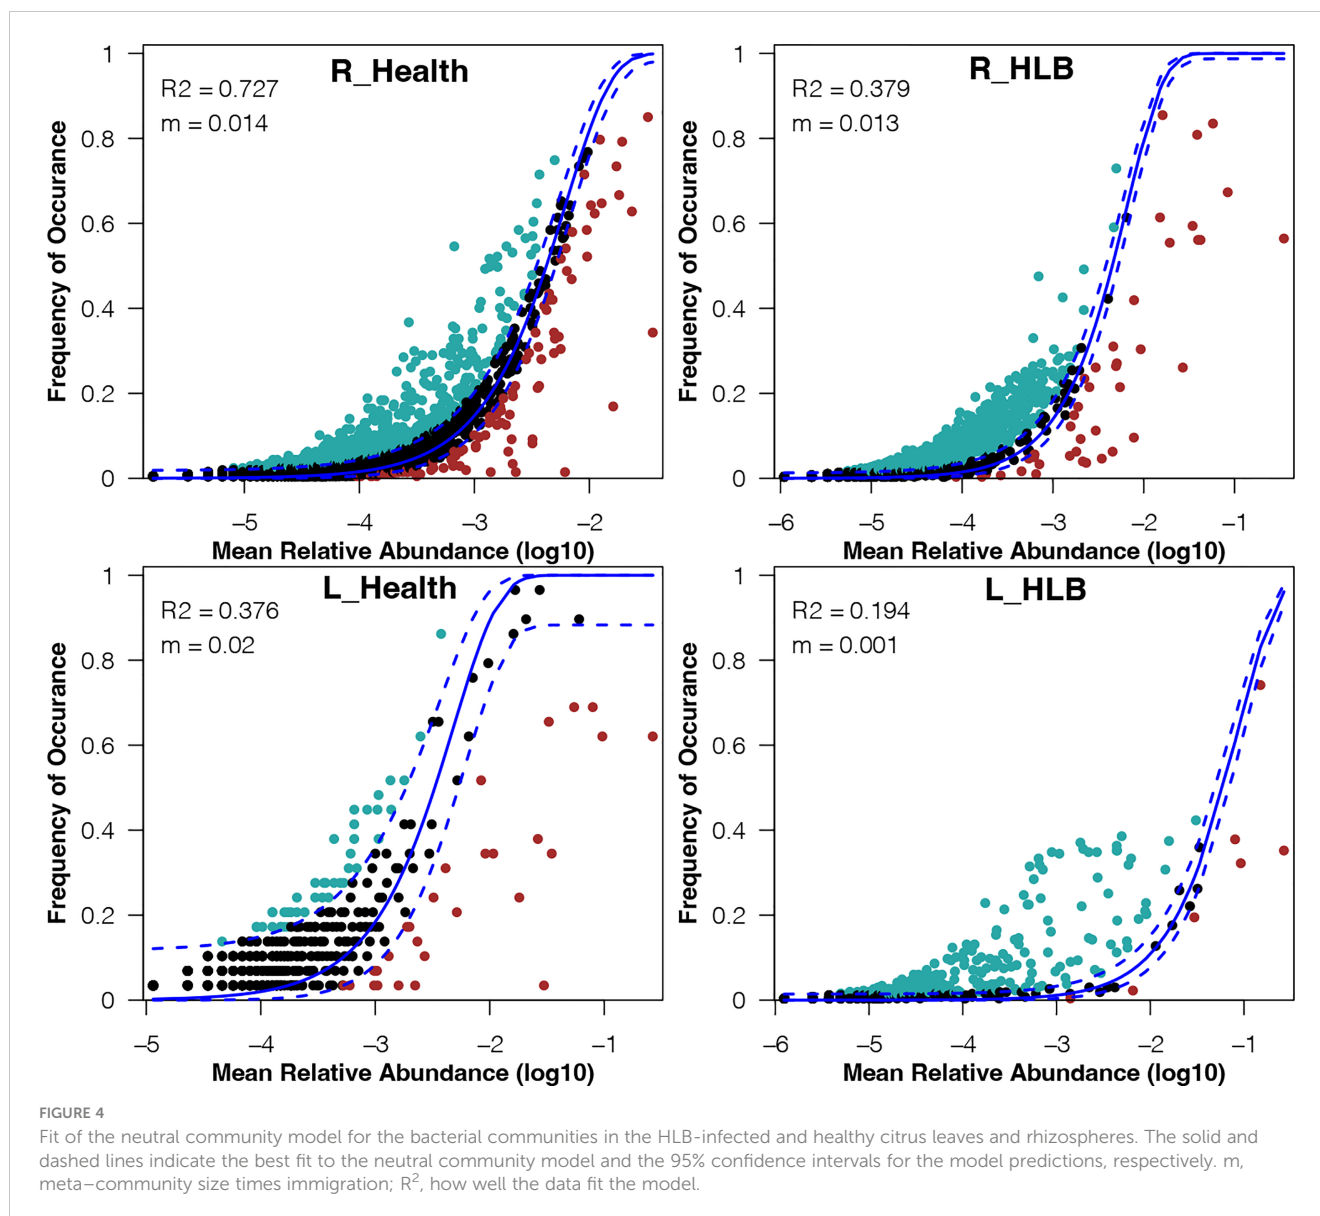 R_Health
R2 = 0.727
m = 0.014
Frequency of Occurance
1
0.8
0.6
0.4
0.2
0
−5
−4
−3
−2
Mean Relative Abundance (log10)
R_HLB
R2 = 0.379
m = 0.013
Frequency of Occurance
1
0.8
0.6
0.4
0.2
0
−6
−5
−4
−3
−2
−1
Mean Relative Abundance (log10)
L_Health
R2 = 0.376
m = 0.02
Frequency of Occurance
1
0.8
0.6
0.4
0.2
0
−5
−4
−3
−2
−1
Mean Relative Abundance (log10)
L_HLB
R2 = 0.194
m = 0.001
Frequency of Occurance
1
0.8
0.6
0.4
0.2
0
−6
−5
−4
−3
−2
−1
Mean Relative Abundance (log10)
FIGURE 4
Fit of the neutral community model for the bacterial communities in the HLB-infected and healthy citrus leaves and rhizospheres. The solid and
dashed lines indicate the best fit to the neutral community model and the 95% confidence intervals for the model predictions, respectively. m,
meta−community size times immigration; R², how well the data fit the model.